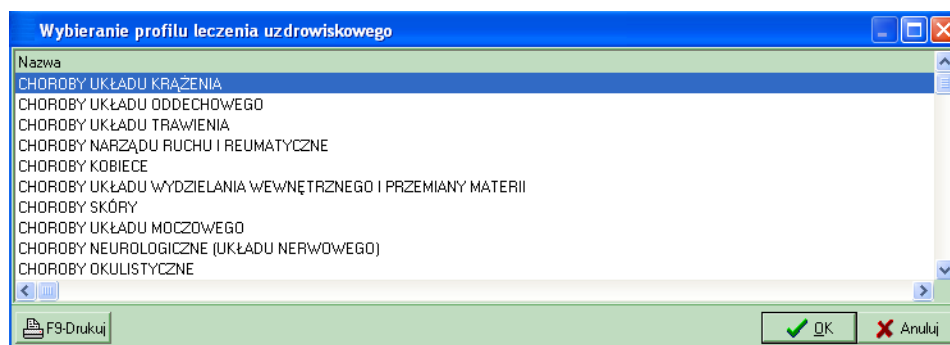 Wybieranie profilu leczenia uzdrowiskowego
Nazwa
CHOROBY UKŁADU KRĄŻENIA
CHOROBY UKŁADU ODDECHOWEGO
CHOROBY UKŁADU TRAWIENIA
CHOROBY NARZĄDU RUCHU I REUMATYCZNE
CHOROBY KOBIECE
CHOROBY UKŁADU WYDZIELANIA WEWNĘTRZNEGO I PRZEMIANY MATERII
CHOROBY SKÓRY
CHOROBY UKŁADU MOCZOWEGO
CHOROBY NEUROLOGICZNE (UKŁADU NERWOWEGO)
CHOROBY OKULISTYCZNE
F9-Drukuj OK Anuluj